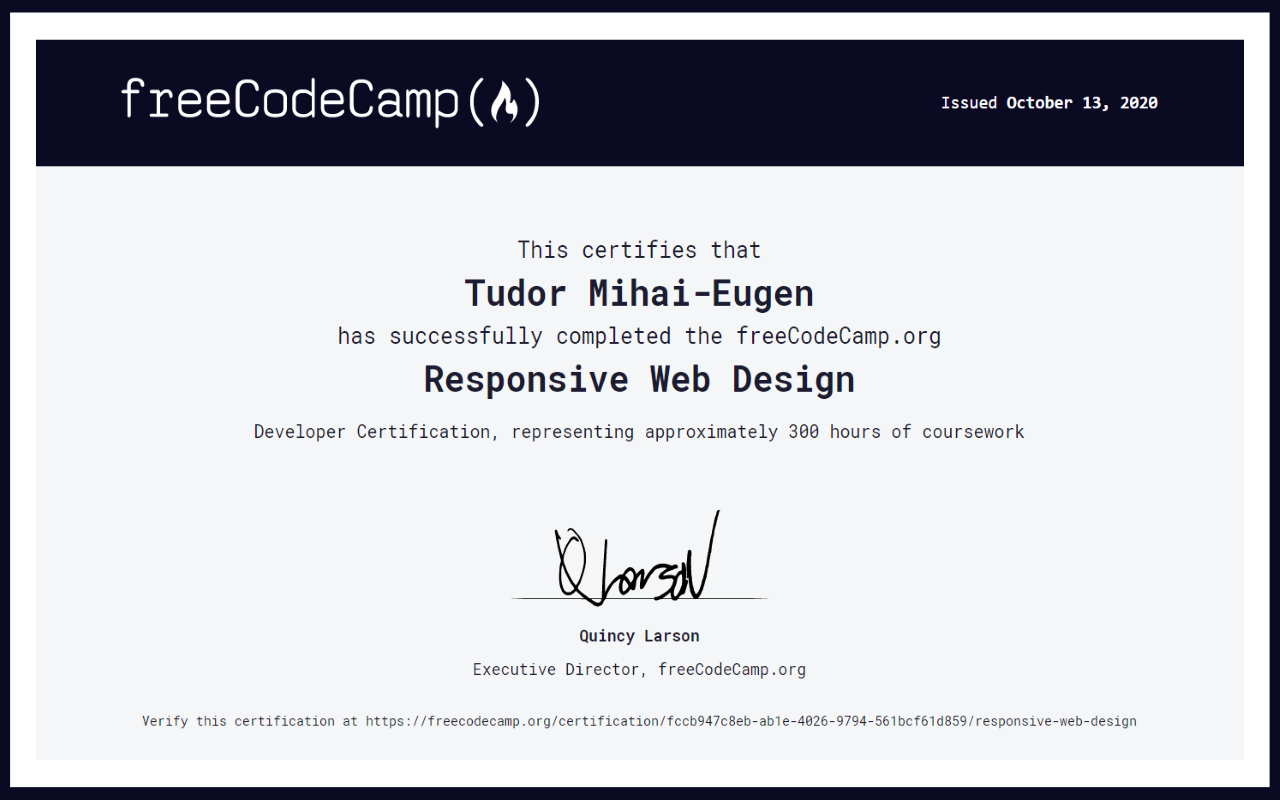 freeCodeCamp(🔥)
Issued October 13, 2020
This certifies that
Tudor Mihai-Eugen
has successfully completed the freeCodeCamp.org
Responsive Web Design
Developer Certification, representing approximately 300 hours of coursework
Q Larson
Quincy Larson
Executive Director, freeCodeCamp.org
Verify this certification at https://freecodecamp.org/certification/fccb947c8eb-ab1e-4026-9794-561bcf61d859/responsive-web-design